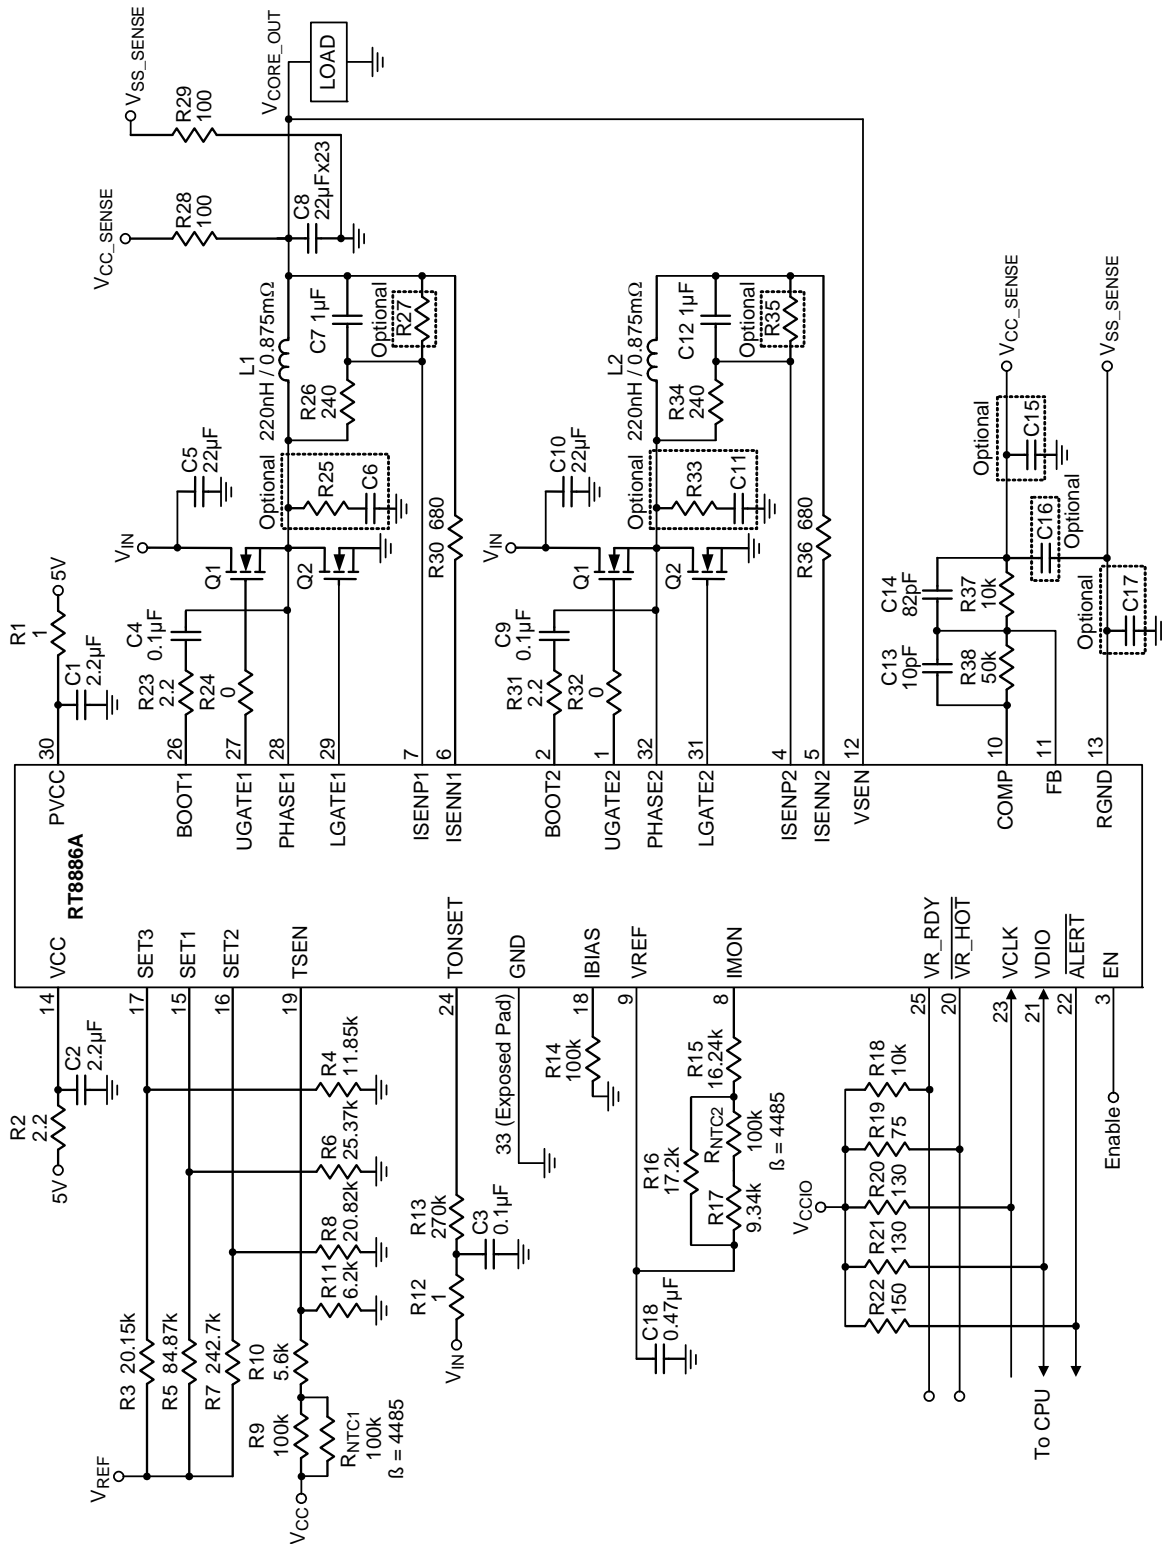 RT8886A
R1
1
5V
C1
2.2µF
30
PVCC
VIN
C5
22µF
C4
0.1µF
R23
2.2
R24
0
Q1
Q2
26
BOOT1
27
UGATE1
28
PHASE1
29
LGATE1
7
ISENP1
6
ISENN1
Optional
R25
C6
R26
240
L1
220nH / 0.875mΩ
C7 1µF
Optional
R27
R30 680
VCC_SENSE
R28
100
VSS_SENSE
R29
100
C8
22µFx23
VCORE_OUT
LOAD
VIN
C10
22µF
C9
0.1µF
R31
2.2
R32
0
Q1
Q2
2
BOOT2
1
UGATE2
32
PHASE2
31
LGATE2
4
ISENP2
5
ISENN2
12
VSEN
Optional
R33
C11
R34
240
L2
220nH / 0.875mΩ
C12 1µF
Optional
R35
R36 680
C14
82pF
C13
10pF
R37
10k
R38
50k
10
COMP
11
FB
13
RGND
Optional
C15
C16
Optional
Optional
C17
VCC_SENSE
VSS_SENSE
5V
R2
2.2
C2
2.2µF
14
VCC
17
SET3
15
SET1
16
SET2
19
TSEN
VREF
R3 20.15k
R5 84.87k
R7 242.7k
R4
11.85k
R6
25.37k
R8
20.82k
R11
6.2k
R10
5.6k
R9
100k
RNTC1
100k
ß = 4485
VCC
24
TONSET
R13
270k
C3
0.1µF
R12
1
VIN
33 (Exposed Pad)
GND
18
IBIAS
R14
100k
9
VREF
8
IMON
R15
16.24k
R16
17.2k
RNTC2
100k
ß = 4485
R17
9.34k
C18
0.47µF
VCCIO
R18
10k
R19
75
R20
130
R21
130
R22
150
25
VR_RDY
20
VR_HOT
23
VCLK
21
VDIO
22
ALERT
3
EN
To CPU
Enable